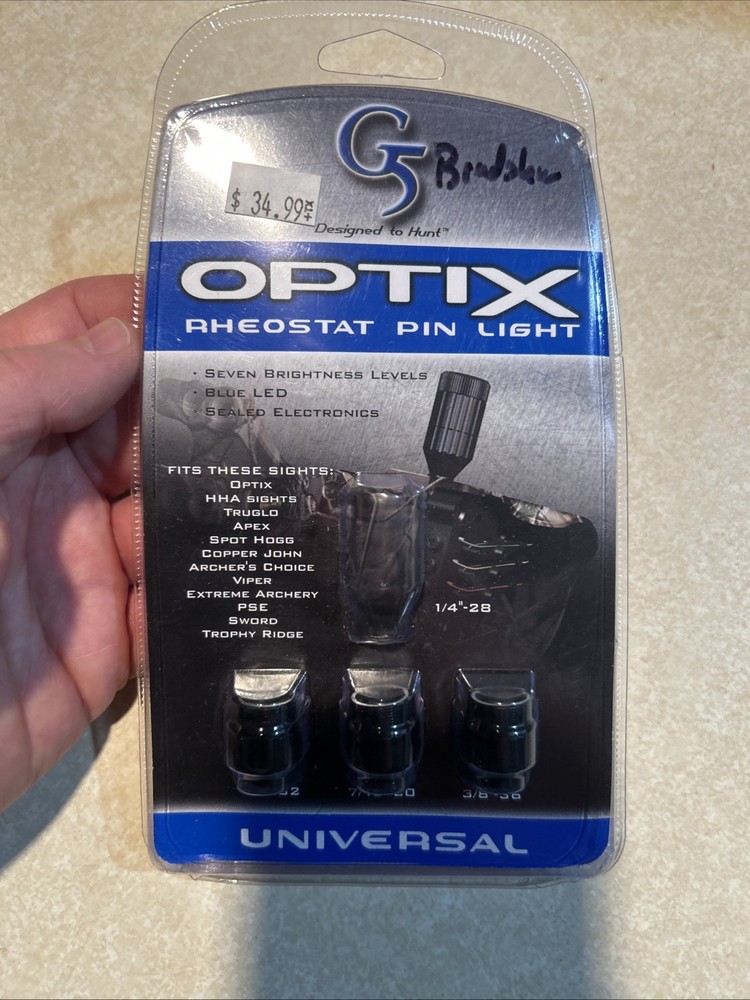 G5
Bradshaw
$ 34.99
Designed to Hunt™
OPTIX
RHEOSTAT PIN LIGHT
· SEVEN BRIGHTNESS LEVELS
· BLUE LED
· SEALED ELECTRONICS
FITS THESE SIGHTS:
OPTIX
HHA SIGHTS
TRUGLO
APEX
SPOT HOGG
COPPER JOHN
ARCHER'S CHOICE
VIPER
EXTREME ARCHERY
PSE
SWORD
TROPHY RIDGE
1/4"-28
UNIVERSAL